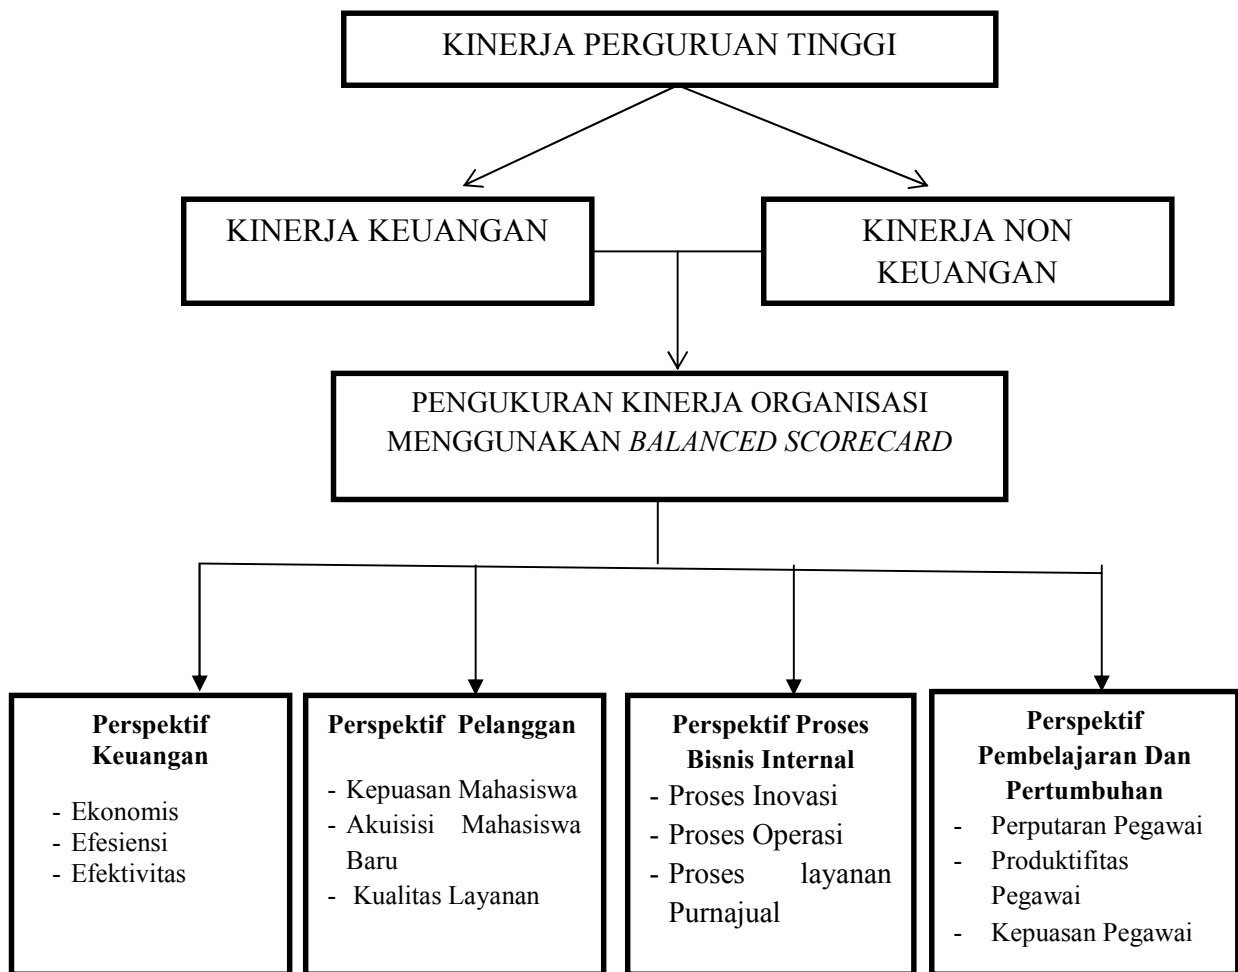 KINERJA PERGURUAN TINGGI
KINERJA KEUANGAN
KINERJA NON
KEUANGAN
PENGUKURAN KINERJA ORGANISASI
MENGGUNAKAN BALANCED SCORECARD
Perspektif
Keuangan
- Ekonomis
- Efesiensi
- Efektivitas
Perspektif Pelanggan
- Kepuasan Mahasiswa
- Akuisisi Mahasiswa
Baru
- Kualitas Layanan
Perspektif Proses
Bisnis Internal
- Proses Inovasi
- Proses Operasi
- Proses layanan
Purnajual
Perspektif
Pembelajaran Dan
Pertumbuhan
- Perputaran Pegawai
- Produktifitas
Pegawai
- Kepuasan Pegawai